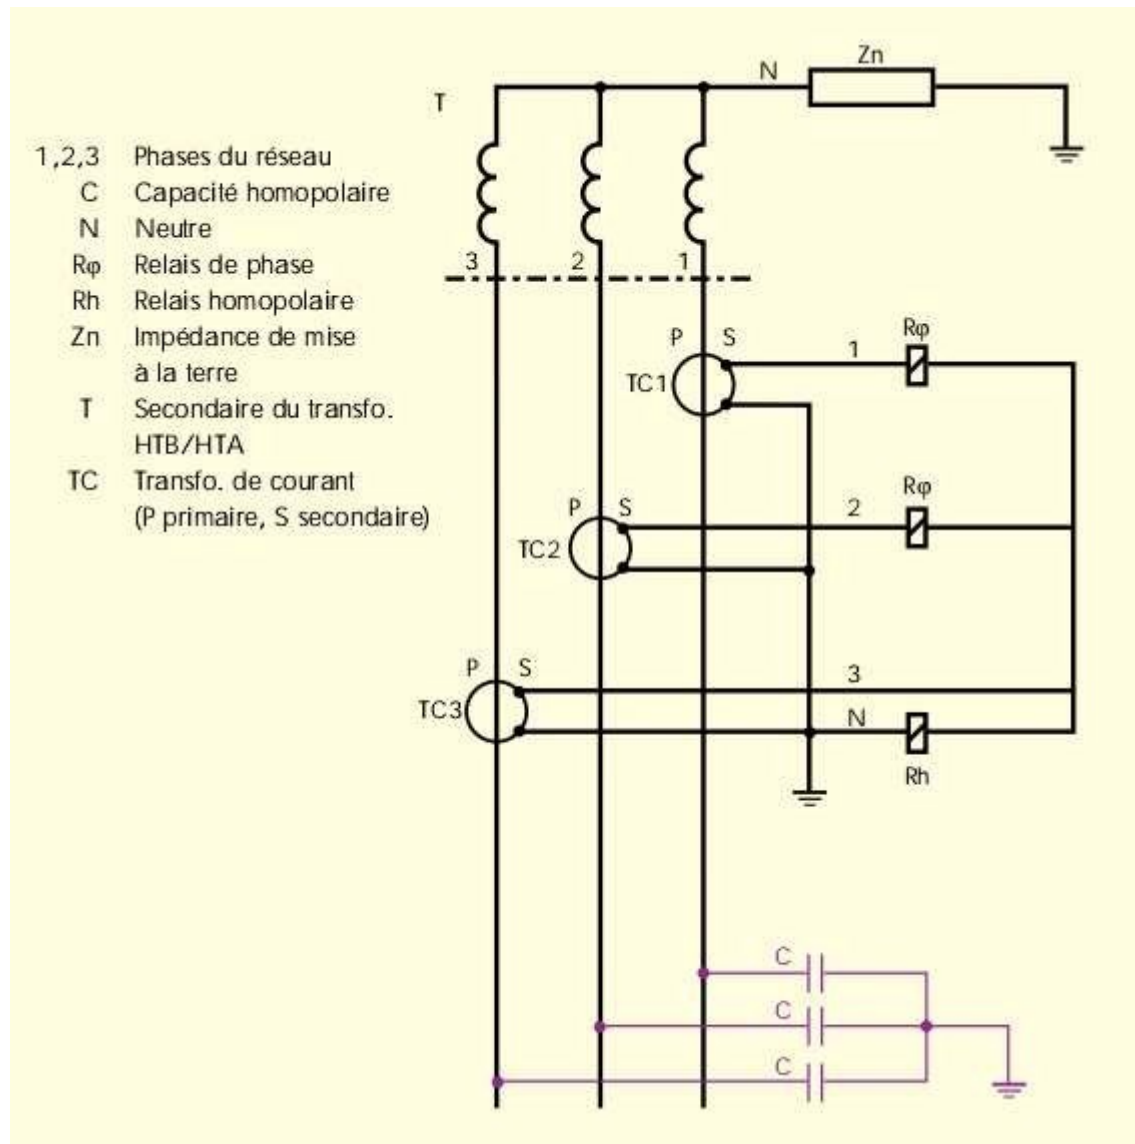 Zn
N
T
1,2,3 Phases du réseau
C Capacité homopolaire
N Neutre
Rφ Relais de phase
Rh Relais homopolaire
Zn Impédance de mise
à la terre
T Secondaire du transfo.
HTB/HTA
TC Transfo. de courant
(P primaire, S secondaire)
3 2 1
P S 1 Rφ
TC1
P S 2 Rφ
TC2
P S 3
TC3 N
Rh
C
C
C